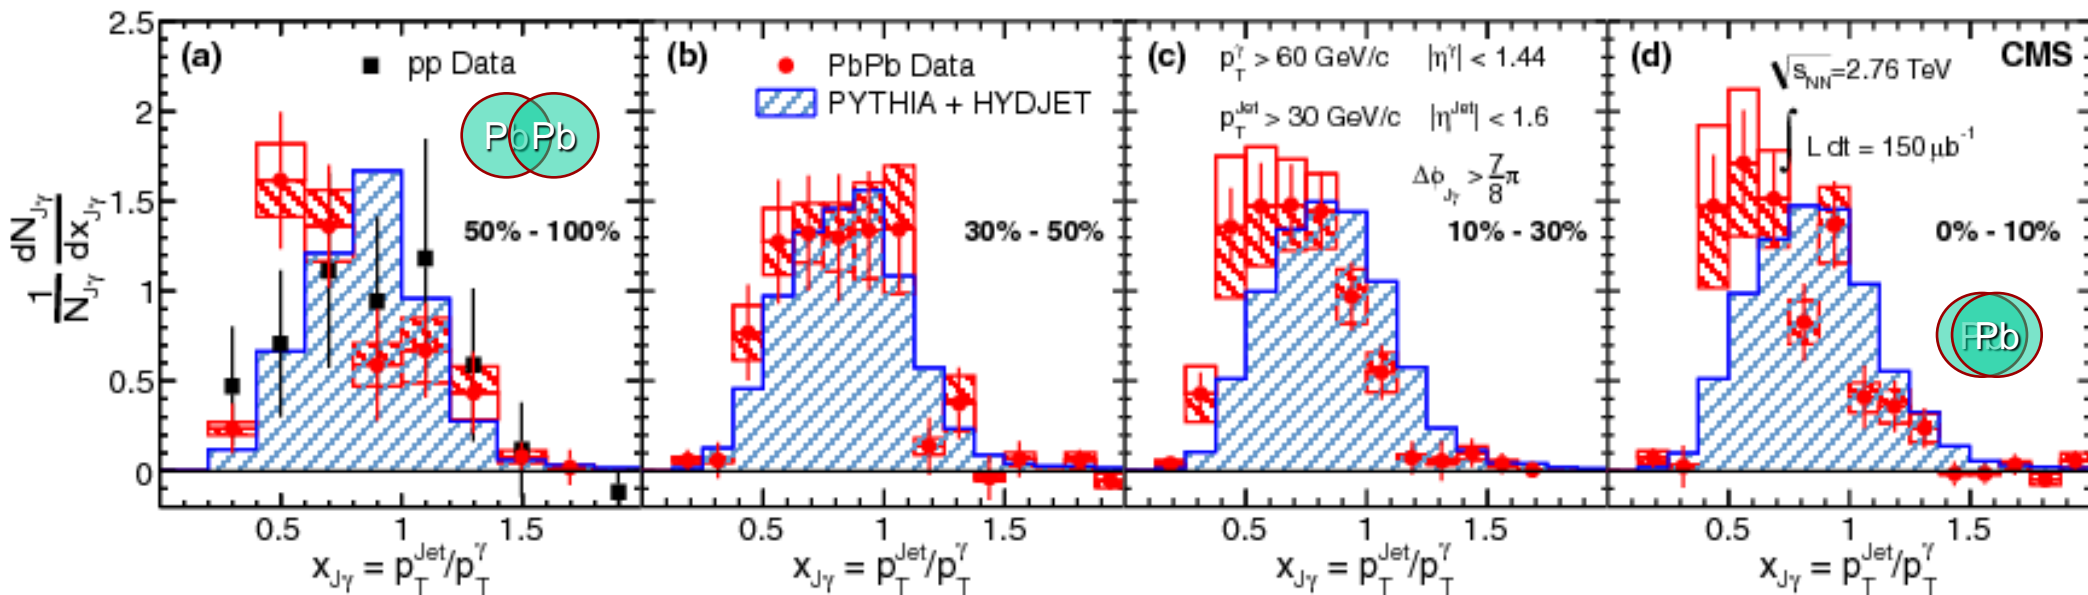 (a) pp Data
PbPb
50% - 100%
(b) PbPb Data
PYTHIA + HYDJET
30% - 50%
(c) p_T^γ > 60 GeV/c |η^γ| < 1.44
p_T^Jet > 30 GeV/c |η^Jet| < 1.6
Δϕ_Jγ > 7/8 π
10% - 30%
(d) CMS
√s_NN=2.76 TeV
∫ L dt = 150 μb^-1
0% - 10%
Pb
1/N_Jγ dN_Jγ/dx_Jγ
2.5
2
1.5
1
0.5
0
0.5 1 1.5
0.5 1 1.5
0.5 1 1.5
0.5 1 1.5
x_Jγ = p_T^Jet/p_T^γ
x_Jγ = p_T^Jet/p_T^γ
x_Jγ = p_T^Jet/p_T^γ
x_Jγ = p_T^Jet/p_T^γ